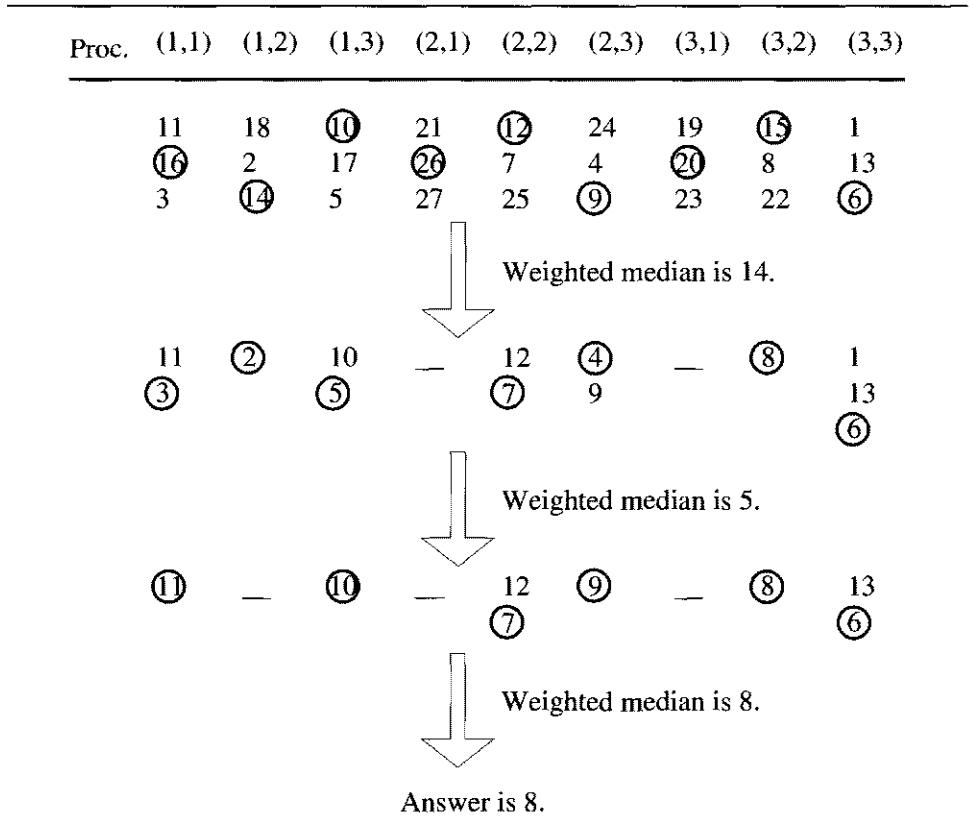 Proc. (1,1) (1,2) (1,3) (2,1) (2,2) (2,3) (3,1) (3,2) (3,3)
11 18 10 21 12 24 19 15 1
16 2 17 26 7 4 20 8 13
3 14 5 27 25 9 23 22 6
Weighted median is 14.
11 2 10 — 12 4 — 8 1
3 5 7 9 13
6
Weighted median is 5.
11 — 10 — 12 9 — 8 13
7 6
Weighted median is 8.
Answer is 8.